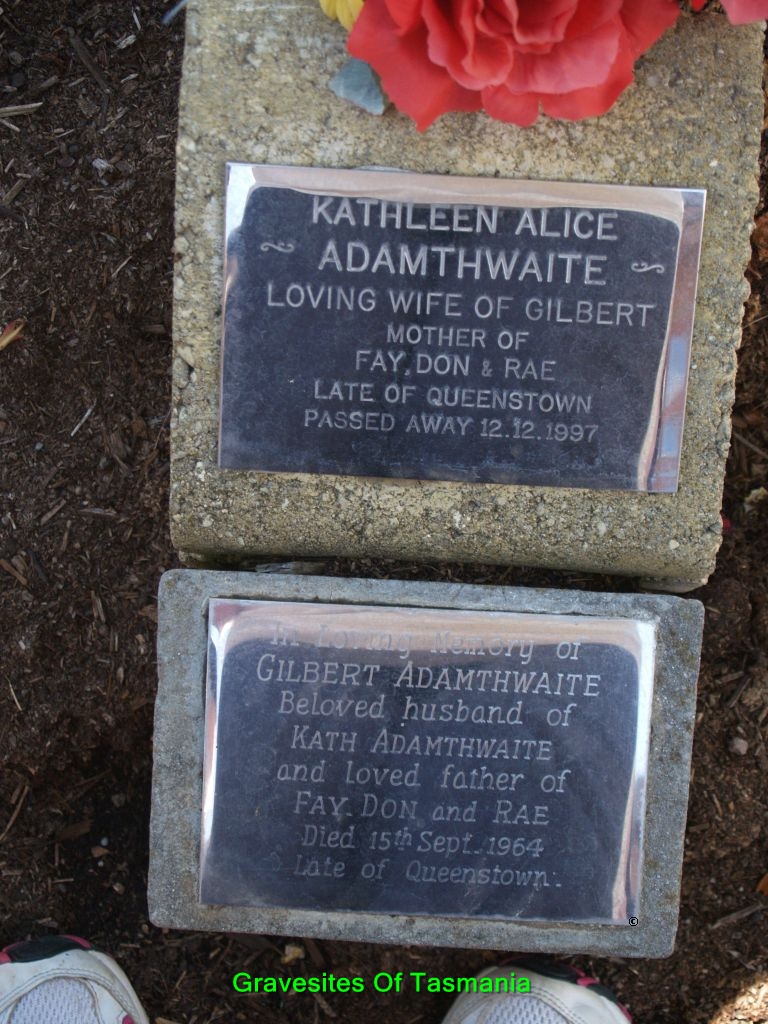 KATHLEEN ALICE
ADAMTHWAITE
LOVING WIFE OF GILBERT
MOTHER OF
FAY, DON & RAE
LATE OF QUEENSTOWN
PASSED AWAY 12.12.1997
In Loving Memory of
GILBERT ADAMTHWAITE
Beloved husband of
KATH ADAMTHWAITE
and loved father of
FAY. DON and RAE
Died 15th Sept. 1964
Late of Queenstown.
©
Gravesites Of Tasmania